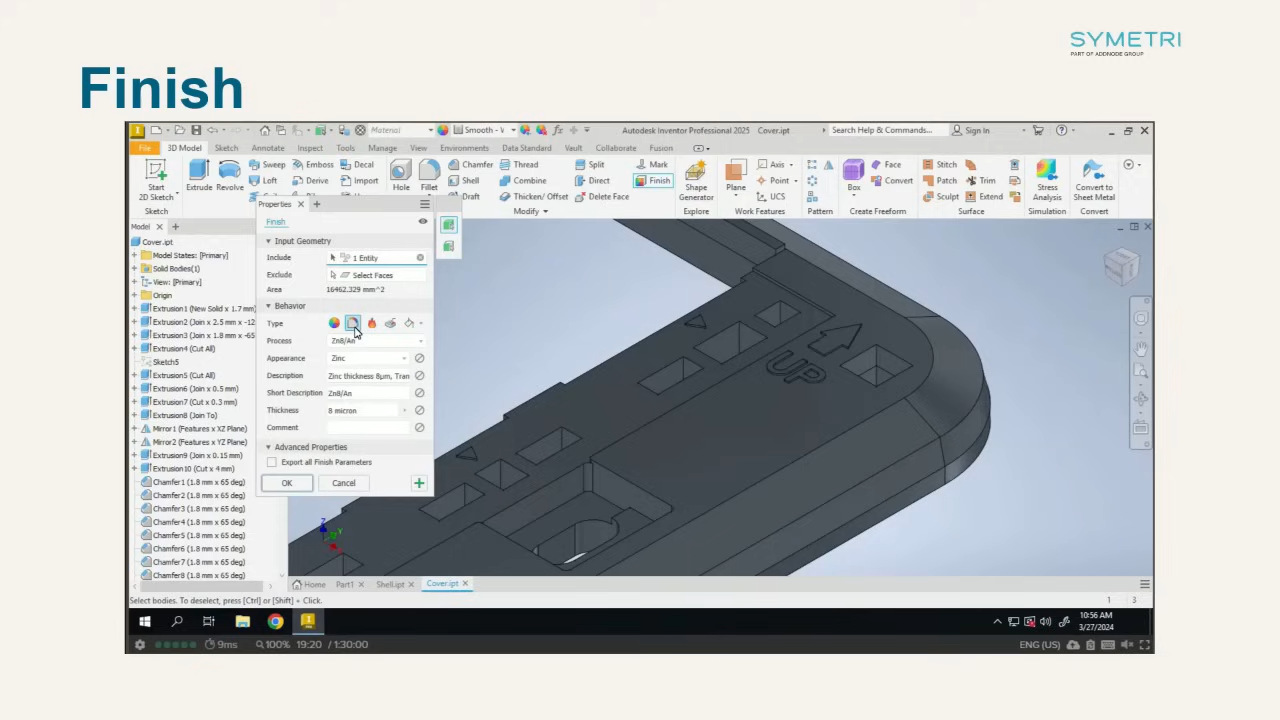 SYMETRI
PART OF ADDNODE GROUP
Finish
Material
Smooth - V
Autodesk Inventor Professional 2025 Cover.ipt
Search Help & Commands...
Sign In
File 3D Model Sketch Annotate Inspect Tools Manage View Environments Data Standard Vault Collaborate Fusion
Start
2D Sketch
Extrude
Revolve
Sweep
Emboss
Decal
Loft
Derive
Import
Hole
Fillet
Chamfer
Thread
Split
Mark
Shell
Combine
Direct
Finish
Draft
Thicken/ Offset
Delete Face
Shape
Generator
Plane
Axis
Point
UCS
Box
Face
Convert
Stitch
Patch
Trim
Sculpt
Extend
Stress
Analysis
Convert to
Sheet Metal
Sketch
Modify
Explore
Work Features
Pattern
Create Freeform
Surface
Simulation
Convert
Model
Cover.ipt
Model States: [Primary]
Solid Bodies(1)
View: [Primary]
Origin
Extrusion1 (New Solid x 1.7 mm
Extrusion2 (Join x 2.5 mm x -12
Extrusion3 (Join x 1.8 mm x -65
Extrusion4 (Cut All)
Sketch5
Extrusion5 (Cut All)
Extrusion6 (Join x 0.5 mm)
Extrusion7 (Cut x 0.3 mm)
Extrusion8 (Join To)
Mirror1 (Features x XZ Plane)
Mirror2 (Features x YZ Plane)
Extrusion9 (Join x 0.15 mm)
Extrusion10 (Cut x 4 mm)
Chamfer1 (1.8 mm x 65 deg)
Chamfer2 (1.8 mm x 65 deg)
Chamfer3 (1.8 mm x 65 deg)
Chamfer4 (1.8 mm x 65 deg)
Chamfer5 (1.8 mm x 65 deg)
Chamfer6 (1.8 mm x 65 deg)
Chamfer7 (1.8 mm x 65 deg)
Chamfer8 (1.8 mm x 65 deg)
Properties
Finish
Input Geometry
Include 1 Entity
Exclude Select Faces
Area 16462.329 mm^2
Behavior
Type
Process Zn8/An
Appearance Zinc
Description Zinc thickness 8µm, Tran
Short Description Zn8/An
Thickness 8 micron
Comment
Advanced Properties
Export all Finish Parameters
OK Cancel
UP
Z
Y
Home Part1 Shell.ipt Cover.ipt
Select bodies. To deselect, press [Ctrl] or [Shift] + Click.
1 3
10:56 AM
3/27/2024
9ms 100% 19:20 / 1:30:00
ENG (US)